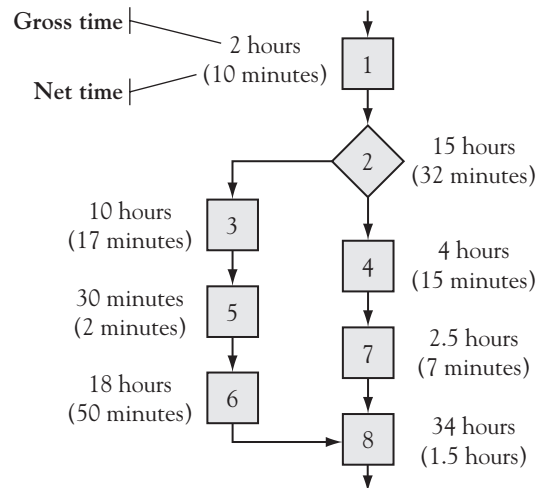 Gross time
2 hours
(10 minutes)
Net time
1
2
15 hours
(32 minutes)
10 hours
(17 minutes)
3
4
4 hours
(15 minutes)
30 minutes
(2 minutes)
5
7
2.5 hours
(7 minutes)
18 hours
(50 minutes)
6
8
34 hours
(1.5 hours)